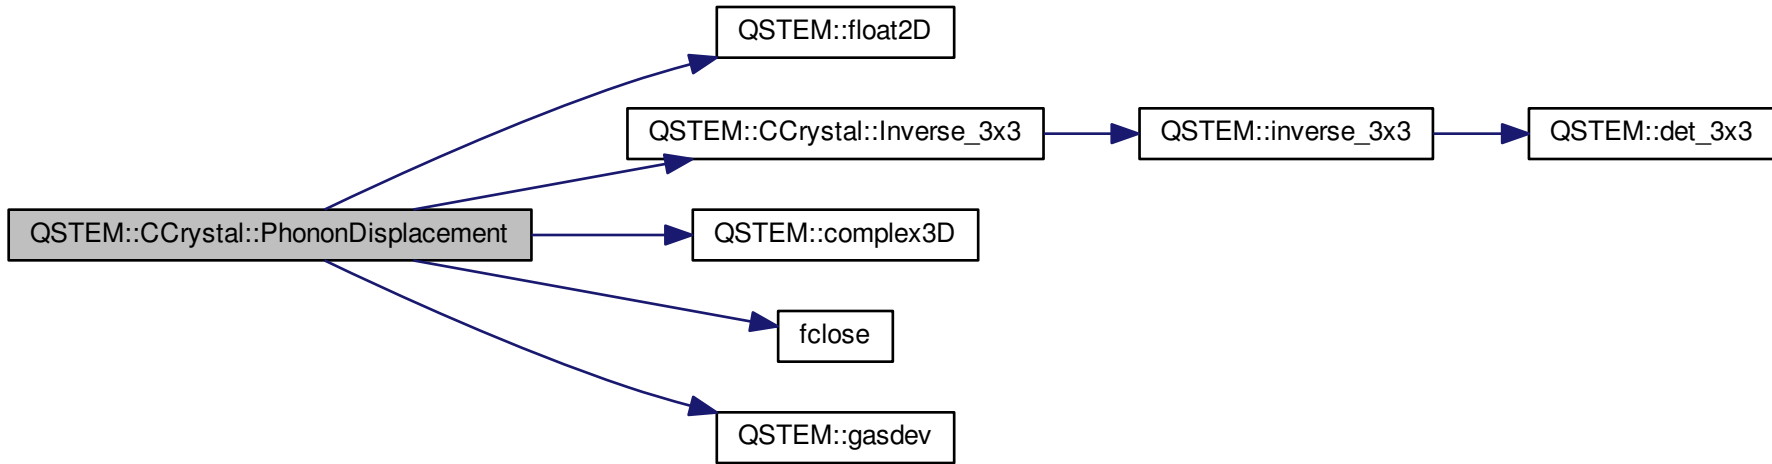 QSTEM::float2D
QSTEM::CCrystal::Inverse_3x3
QSTEM::inverse_3x3
QSTEM::det_3x3
QSTEM::CCrystal::PhononDisplacement
QSTEM::complex3D
fclose
QSTEM::gasdev